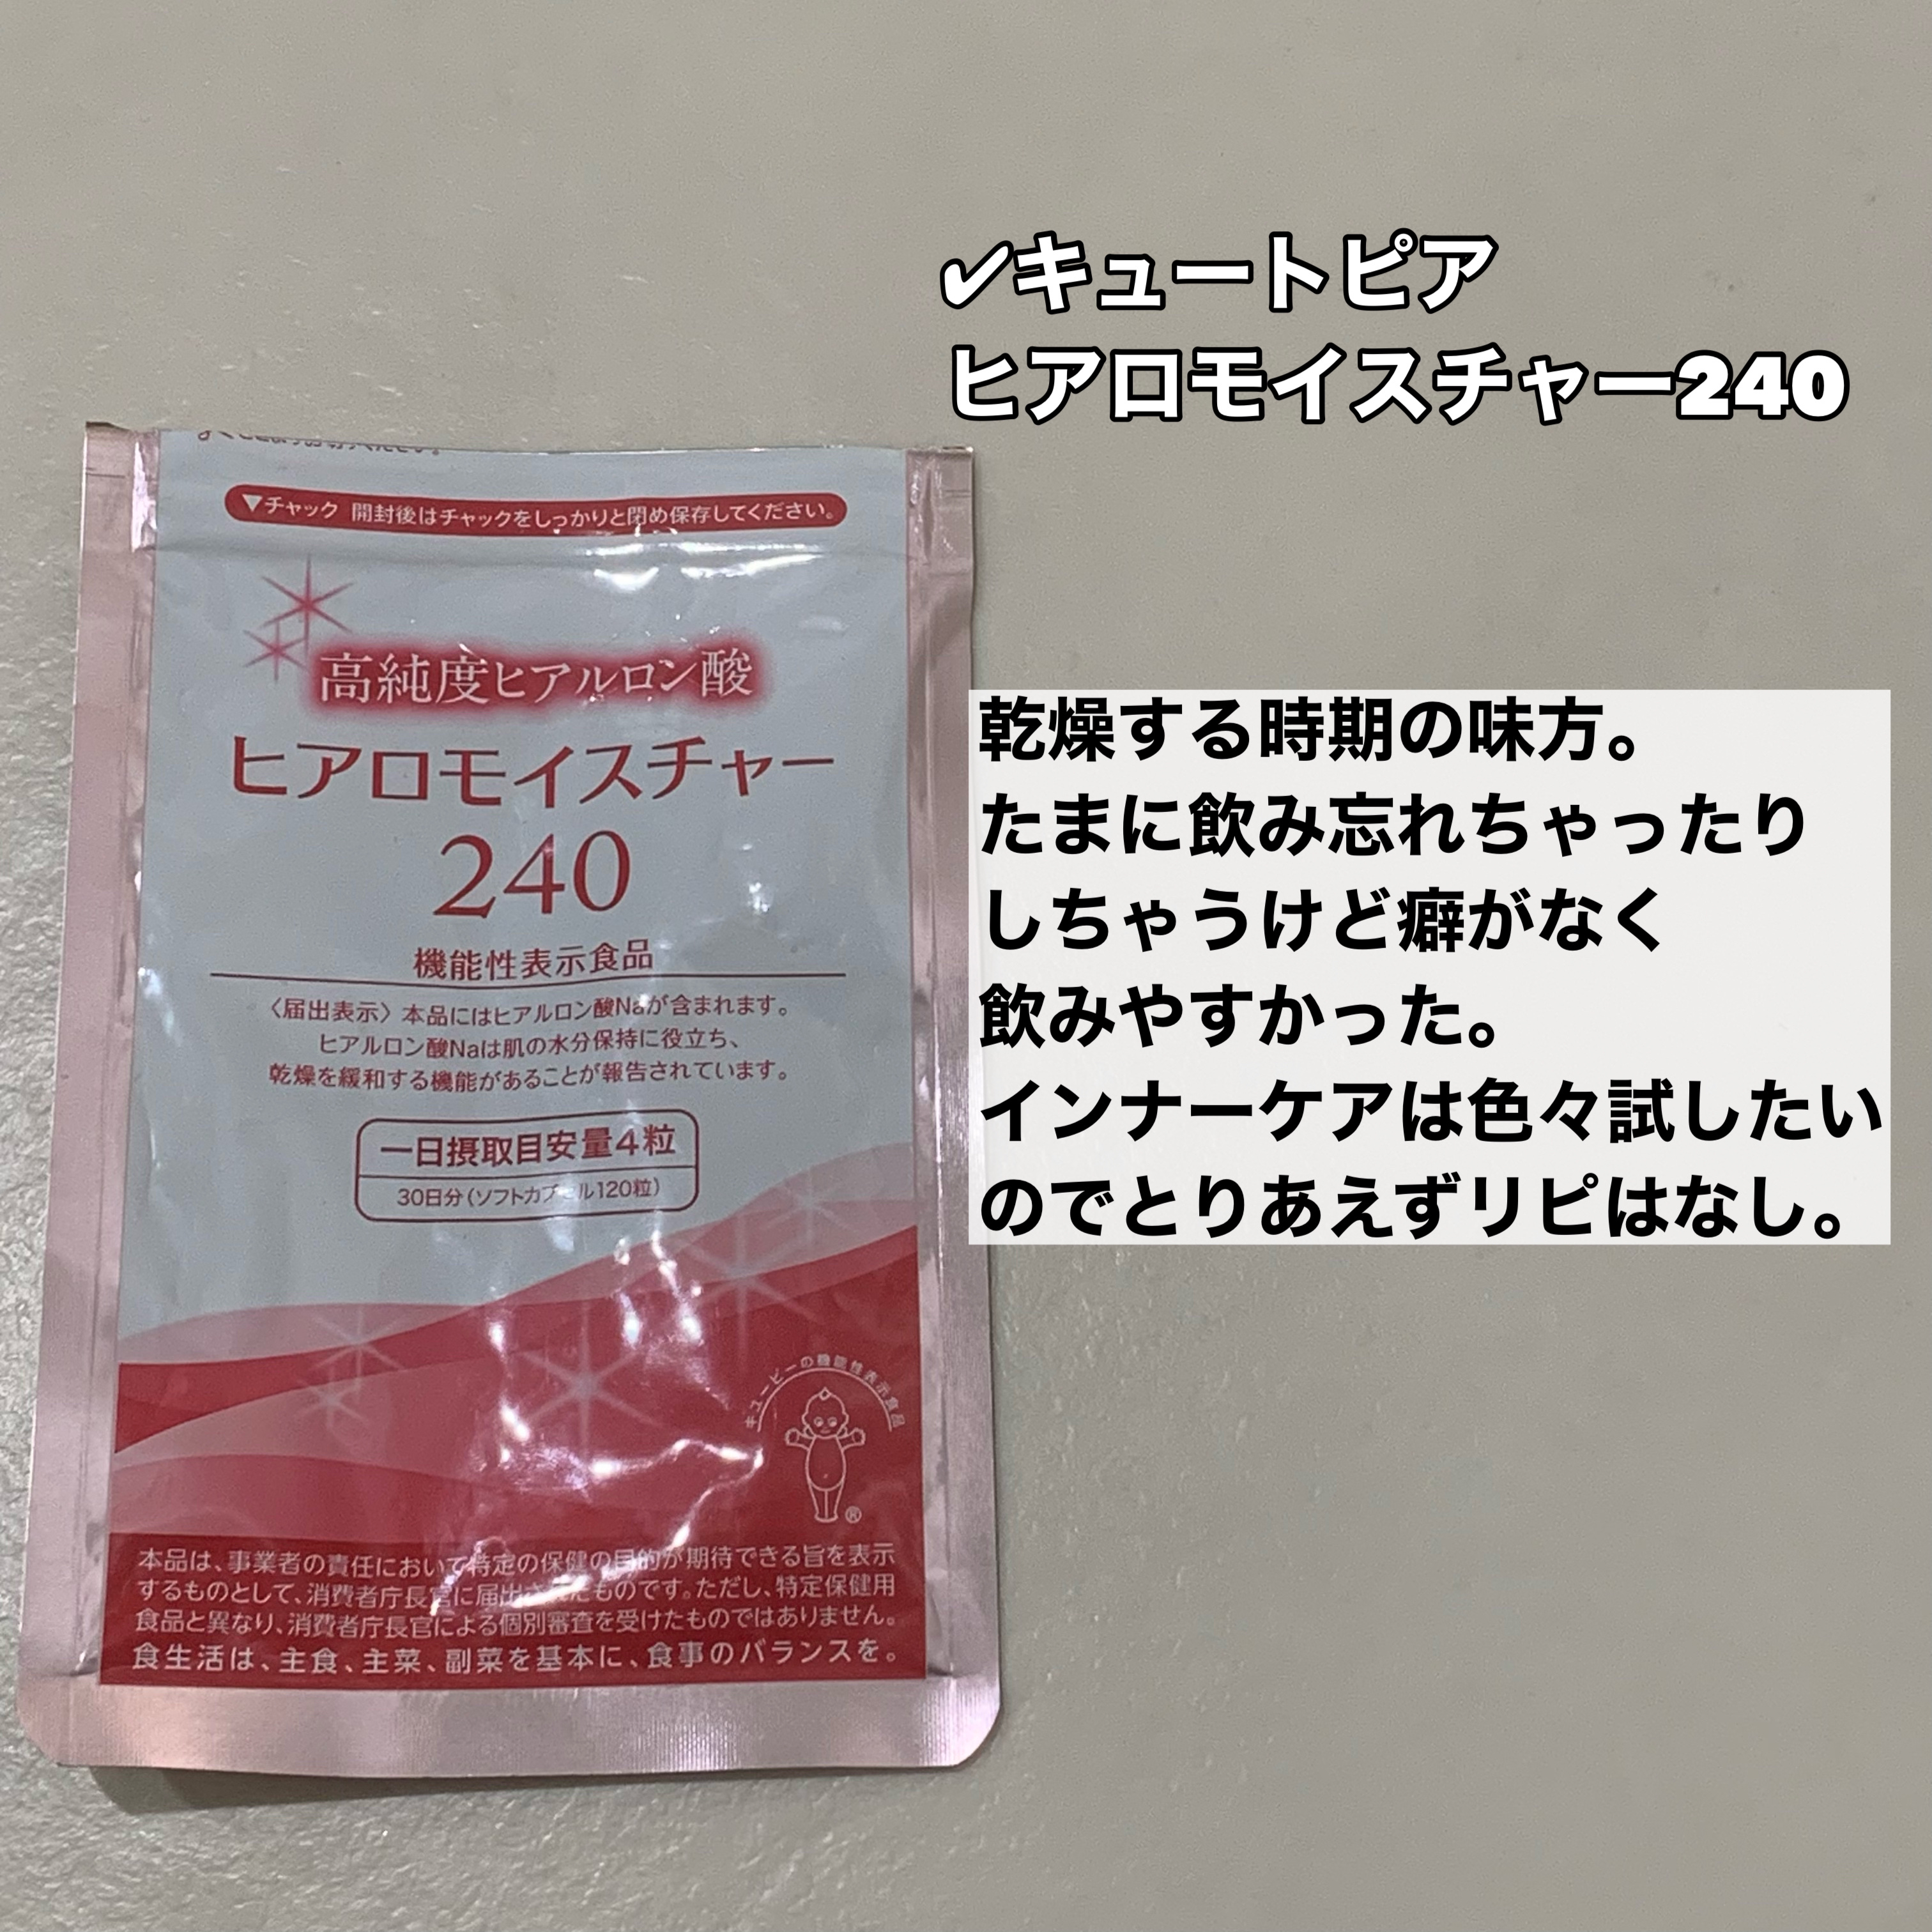 ✔キュートピア
ヒアロモイスチャー240
▼チャック 開封後はチャックをしっかりと閉め保存してください。
高純度ヒアルロン酸
ヒアロモイスチャー
240
機能性表示食品
〈届出表示〉本品にはヒアルロン酸Naが含まれます。
ヒアルロン酸Naは肌の水分保持に役立ち、
乾燥を緩和する機能があることが報告されています。
一日摂取目安量4粒
30日分(ソフトカプセル120粒)
キユーピーの機能性表示食品
®
本品は、事業者の責任において特定の保健の目的が期待できる旨を表示
するものとして、消費者庁長官に届出されたものです。ただし、特定保健用
食品と異なり、消費者庁長官による個別審査を受けたものではありません。
食生活は、主食、主菜、副菜を基本に、食事のバランスを。
乾燥する時期の味方。
たまに飲み忘れちゃったり
しちゃうけど癖がなく
飲みやすかった。
インナーケアは色々試したい
のでとりあえずリピはなし。